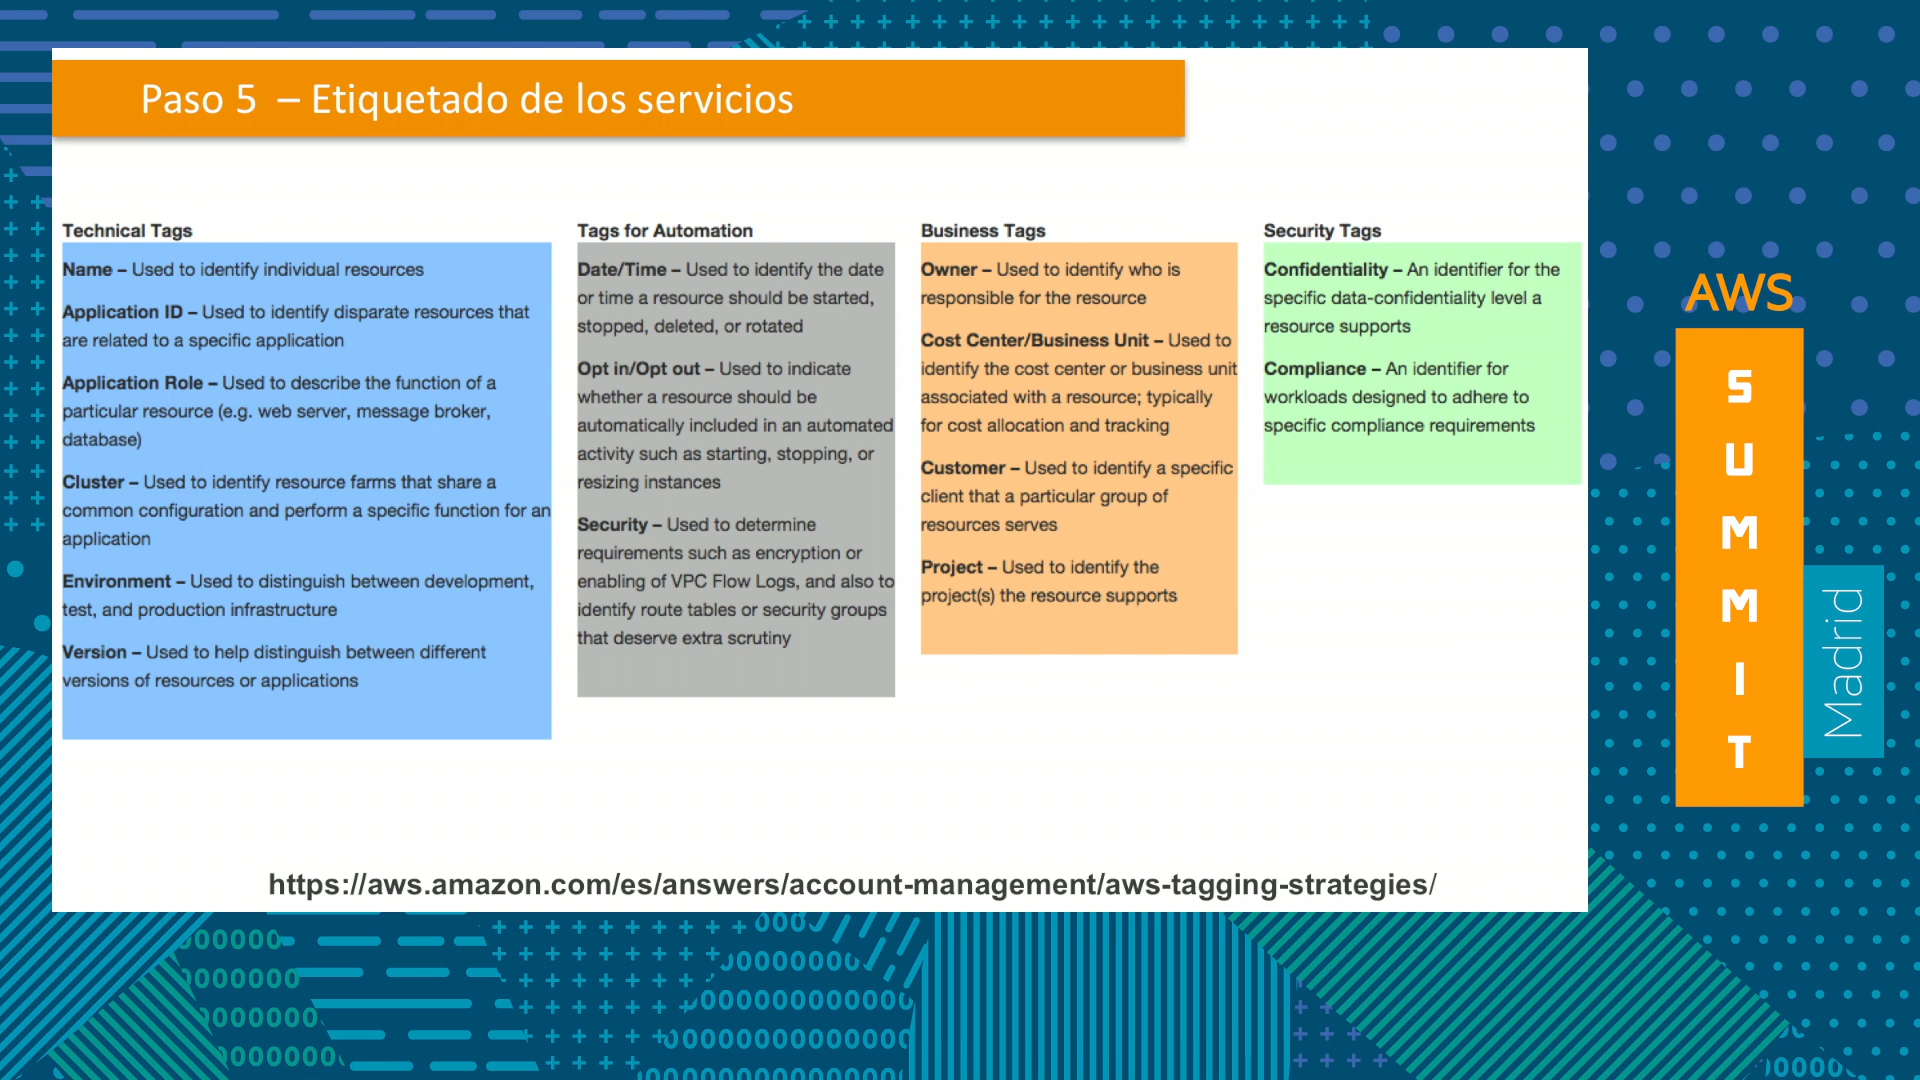 Paso 5 – Etiquetado de los servicios
Technical Tags
Name – Used to identify individual resources
Application ID – Used to identify disparate resources that
are related to a specific application
Application Role – Used to describe the function of a
particular resource (e.g. web server, message broker,
database)
Cluster – Used to identify resource farms that share a
common configuration and perform a specific function for an
application
Environment – Used to distinguish between development,
test, and production infrastructure
Version – Used to help distinguish between different
versions of resources or applications
Tags for Automation
Date/Time – Used to identify the date
or time a resource should be started,
stopped, deleted, or rotated
Opt in/Opt out – Used to indicate
whether a resource should be
automatically included in an automated
activity such as starting, stopping, or
resizing instances
Security – Used to determine
requirements such as encryption or
enabling of VPC Flow Logs, and also to
identify route tables or security groups
that deserve extra scrutiny
Business Tags
Owner – Used to identify who is
responsible for the resource
Cost Center/Business Unit – Used to
identify the cost center or business unit
associated with a resource; typically
for cost allocation and tracking
Customer – Used to identify a specific
client that a particular group of
resources serves
Project – Used to identify the
project(s) the resource supports
Security Tags
Confidentiality – An identifier for the
specific data-confidentiality level a
resource supports
Compliance – An identifier for
workloads designed to adhere to
specific compliance requirements
https://aws.amazon.com/es/answers/account-management/aws-tagging-strategies/
AWS
SUMMIT
Madrid